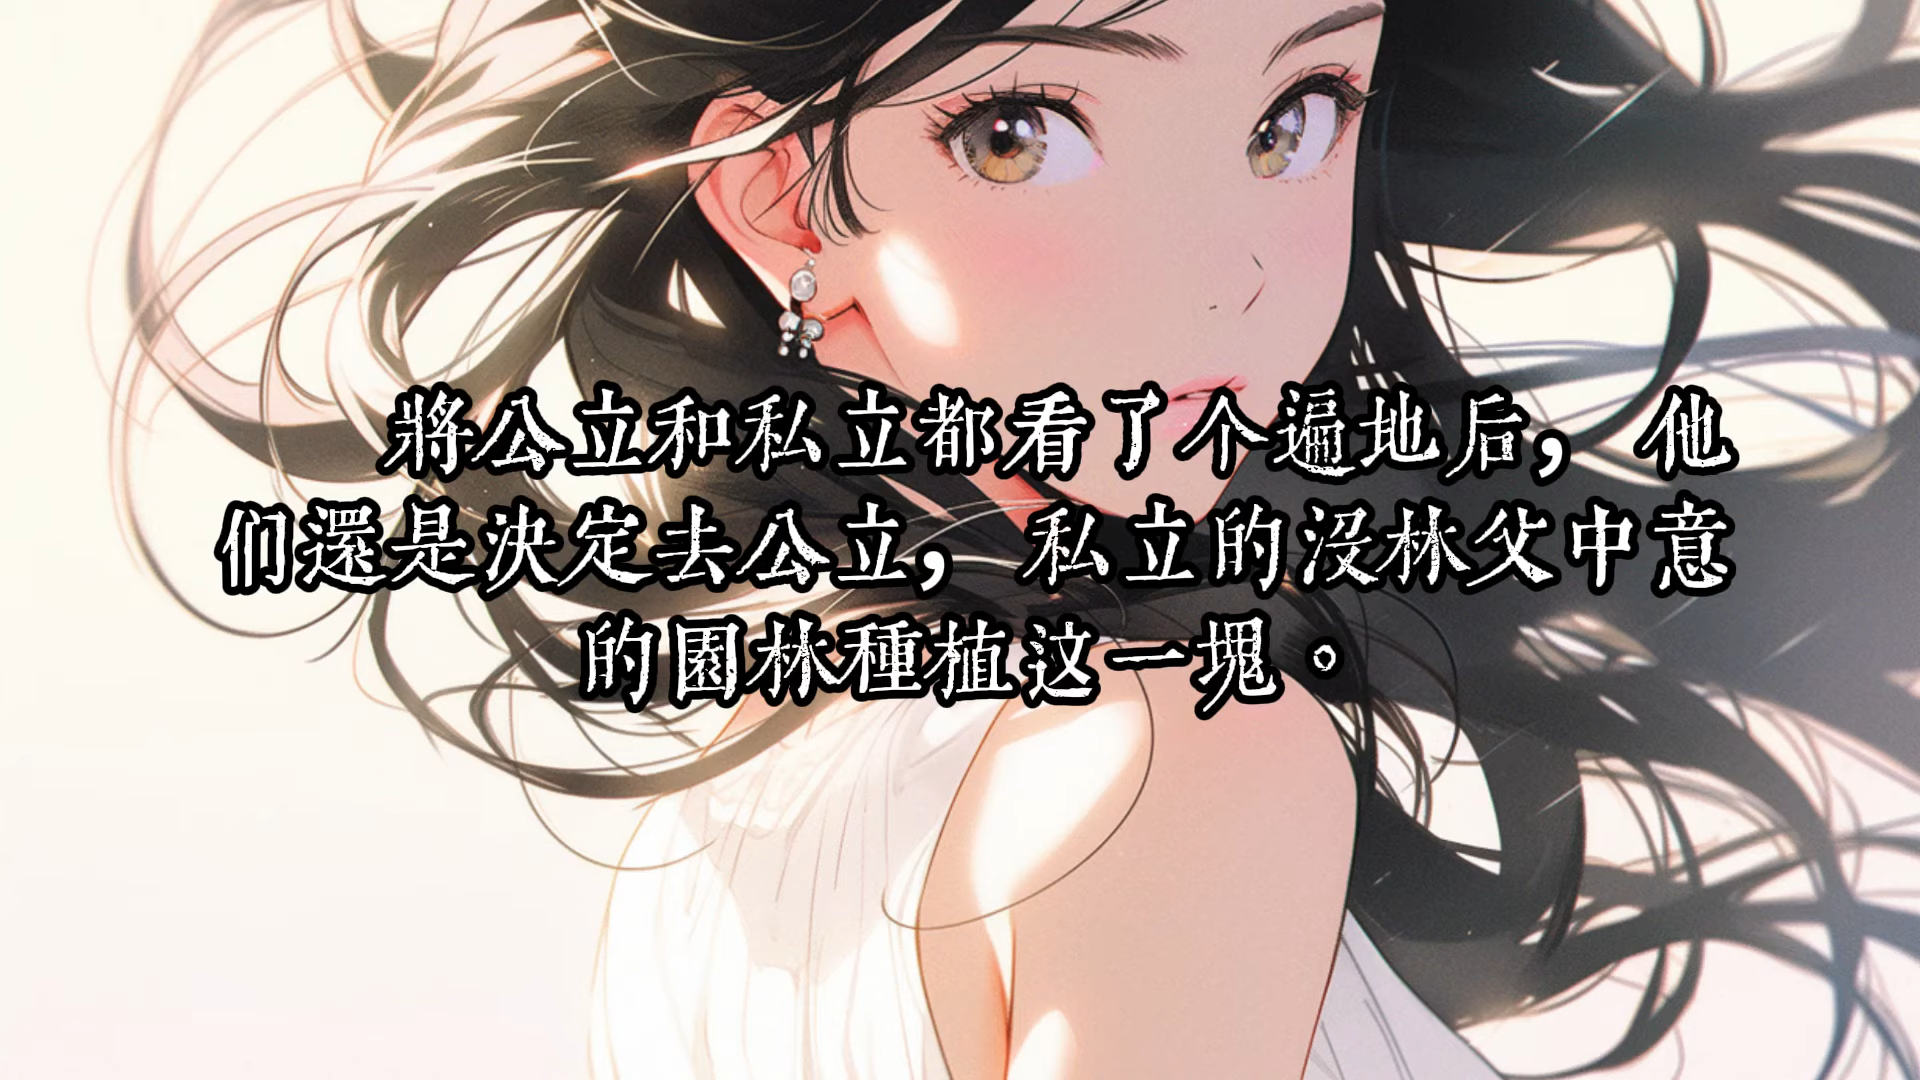 將公立和私立都看了个遍地后，他
们還是決定去公立，私立的沒林父中意
的園林種植这一塊。